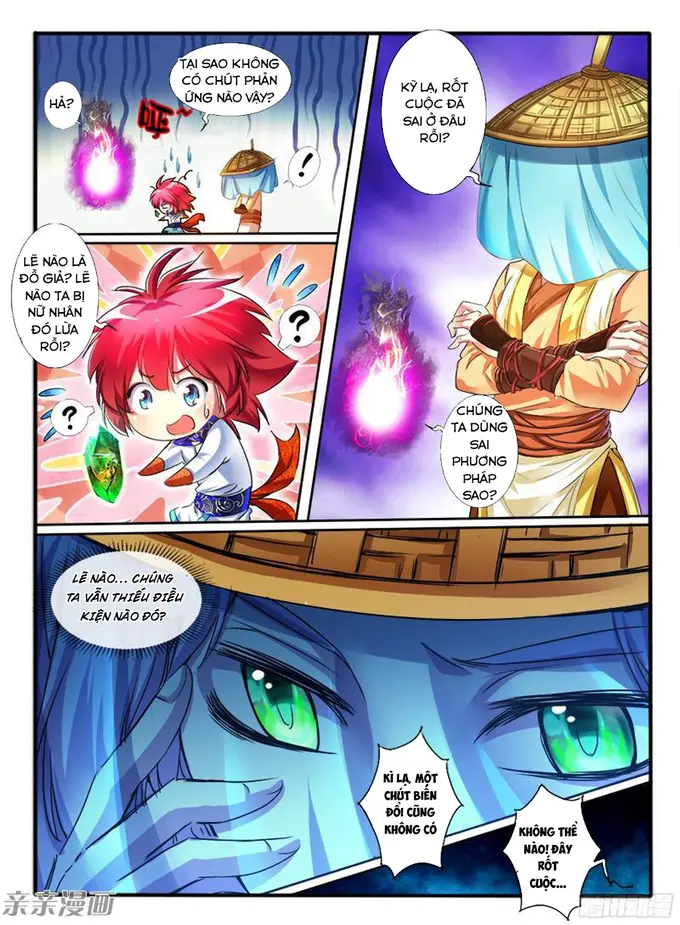 HẢ?
TẠI SAO KHÔNG
CÓ CHÚT PHẢN
ỨNG NÀO VẬY?
!
KỲ LẠ, RỐT
CUỘC ĐÃ
SAI Ở ĐÂU
RỒI?
LẼ NÀO LÀ
ĐỒ GIẢ? LẼ
NÀO TA BỊ
NỮ NHÂN
ĐÓ LỪA
RỒI?
?
?
CHÚNG
TA DÙNG
SAI
PHƯƠNG
PHÁP
SAO?
LẼ NÀO... CHÚNG
TA VẪN THIẾU ĐIỀU
KIỆN NÀO ĐÓ?
KÌ LẠ, MỘT
CHÚT BIẾN
ĐỔI CŨNG
KHÔNG CÓ
KHÔNG THỂ
NÀO! ĐÂY
RỐT
CUỘC...
亲亲漫画